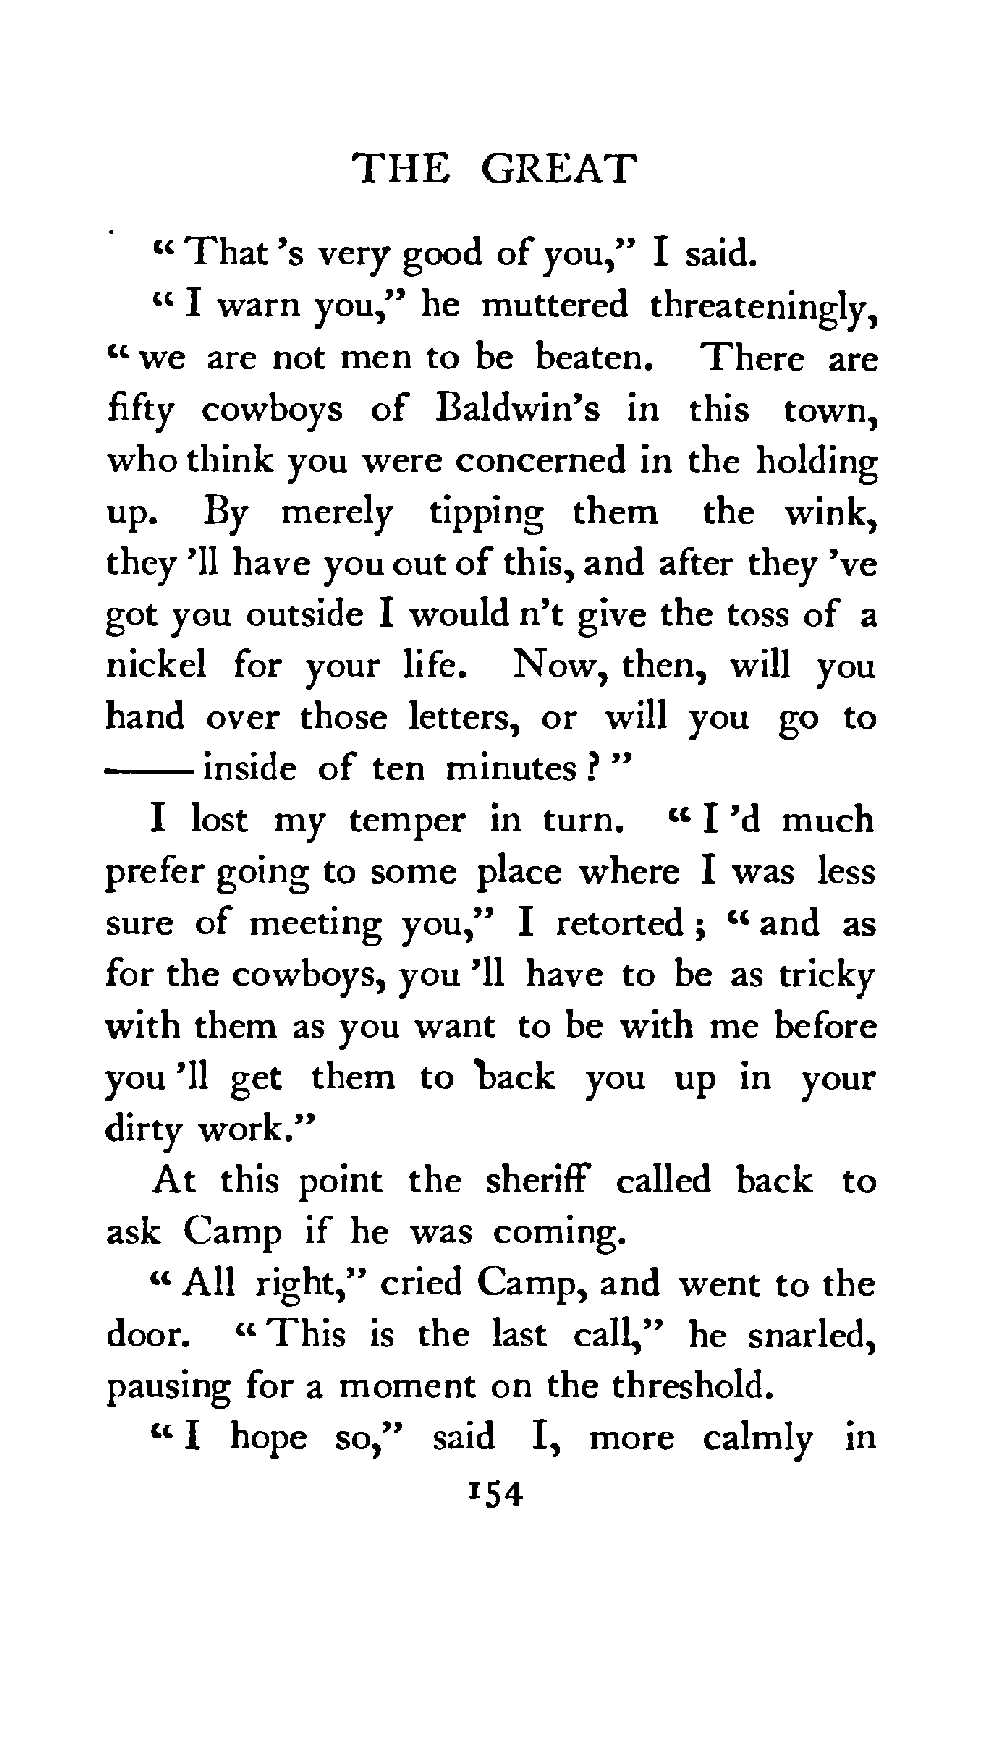 THE GREAT
“ That 's very good of you,” I said.
“ I warn you,” he muttered threateningly,
“ we are not men to be beaten. There are
fifty cowboys of Baldwin's in this town,
who think you were concerned in the holding
up. By merely tipping them the wink,
they 'll have you out of this, and after they 've
got you outside I would n't give the toss of a
nickel for your life. Now, then, will you
hand over those letters, or will you go to
—— inside of ten minutes ? ”
I lost my temper in turn. “ I 'd much
prefer going to some place where I was less
sure of meeting you,” I retorted ; “ and as
for the cowboys, you 'll have to be as tricky
with them as you want to be with me before
you 'll get them to back you up in your
dirty work.”
At this point the sheriff called back to
ask Camp if he was coming.
“ All right,” cried Camp, and went to the
door. “ This is the last call,” he snarled,
pausing for a moment on the threshold.
“ I hope so,” said I, more calmly in
154